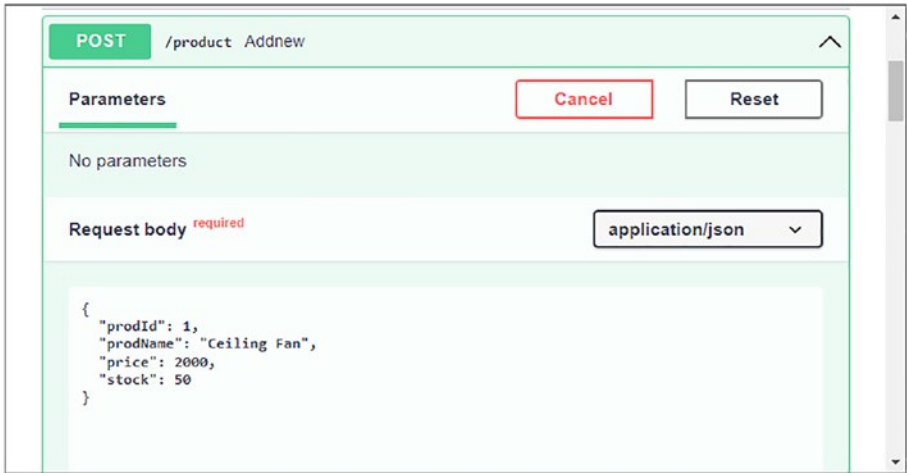 POST /product Addnew
Parameters Cancel Reset
No parameters
Request body required application/json
{
"prodId": 1,
"prodName": "Ceiling Fan",
"price": 2000,
"stock": 50
}